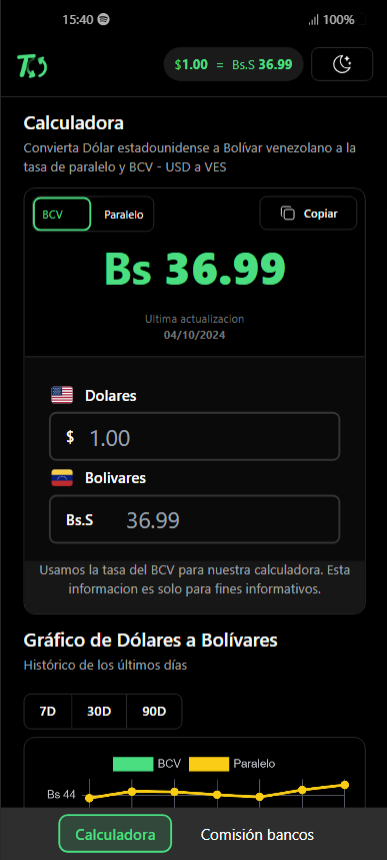 15:40
100%
$1.00 = Bs.S 36.99
Calculadora
Convierta Dólar estadounidense a Bolívar venezolano a la
tasa de paralelo y BCV - USD a VES
BCV Paralelo
Copiar
Bs 36.99
Ultima actualizacion
04/10/2024
Dolares
$ 1.00
Bolivares
Bs.S 36.99
Usamos la tasa del BCV para nuestra calculadora. Esta
informacion es solo para fines informativos.
Gráfico de Dólares a Bolívares
Histórico de los últimos días
7D 30D 90D
BCV Paralelo
Bs 44
Calculadora Comisión bancos